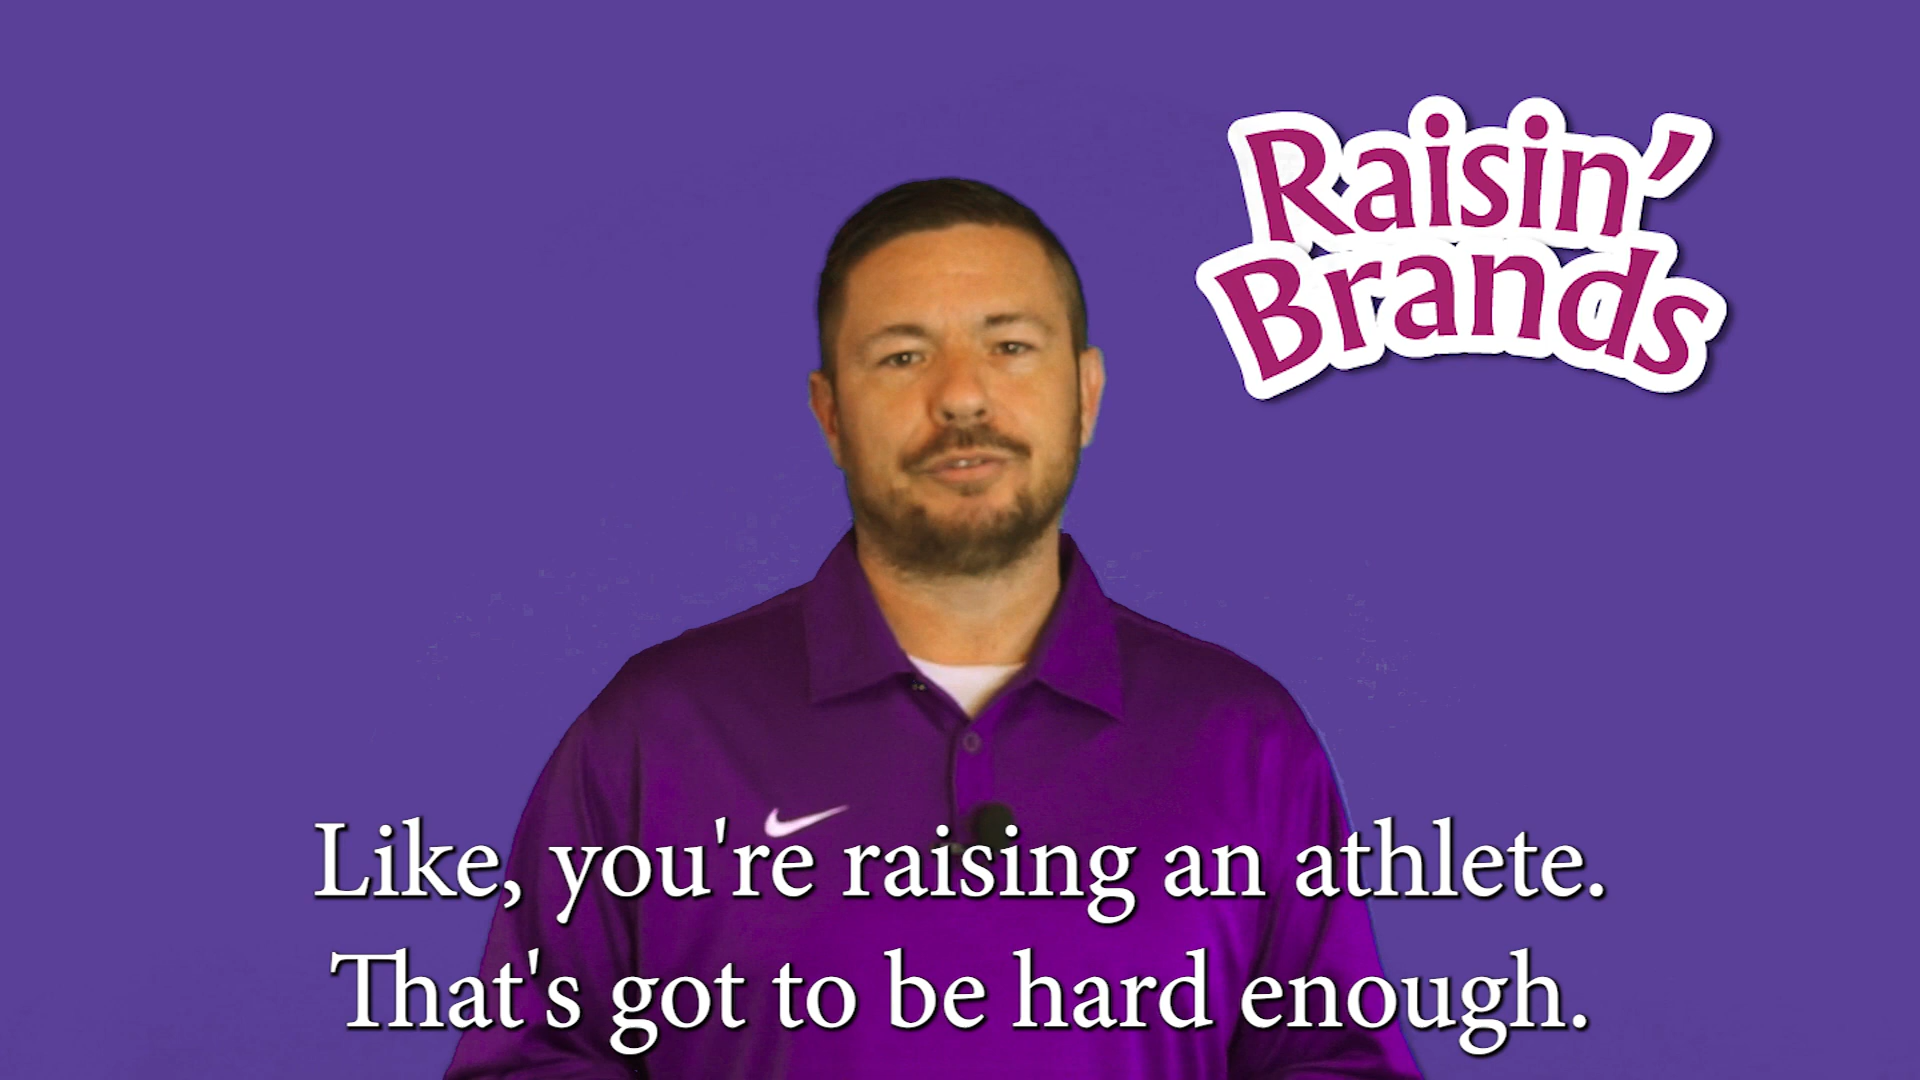 Raisin’
Brands
Like, you're raising an athlete.
That's got to be hard enough.